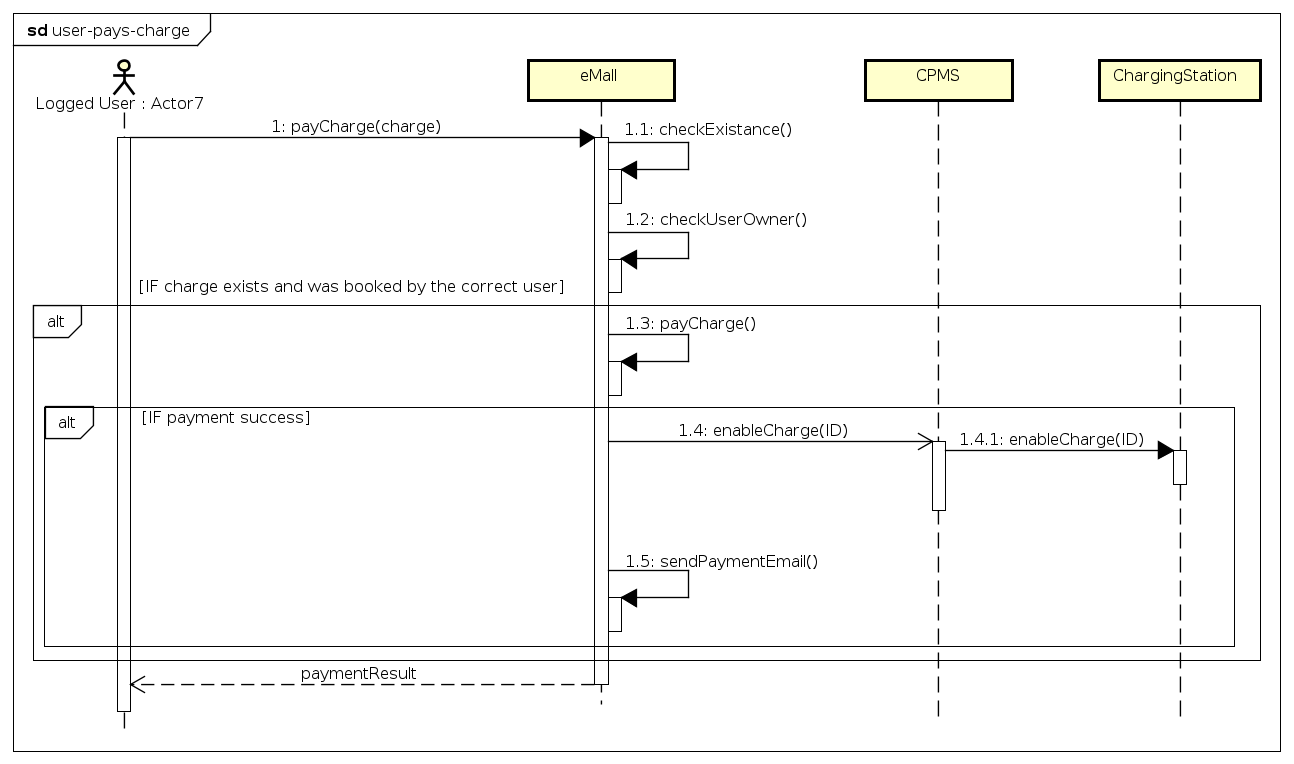 sd user-pays-charge
Logged User : Actor7
eMall
CPMS
ChargingStation
1: payCharge(charge)
1.1: checkExistance()
1.2: checkUserOwner()
[IF charge exists and was booked by the correct user]
alt
1.3: payCharge()
alt
[IF payment success]
1.4: enableCharge(ID)
1.4.1: enableCharge(ID)
1.5: sendPaymentEmail()
paymentResult